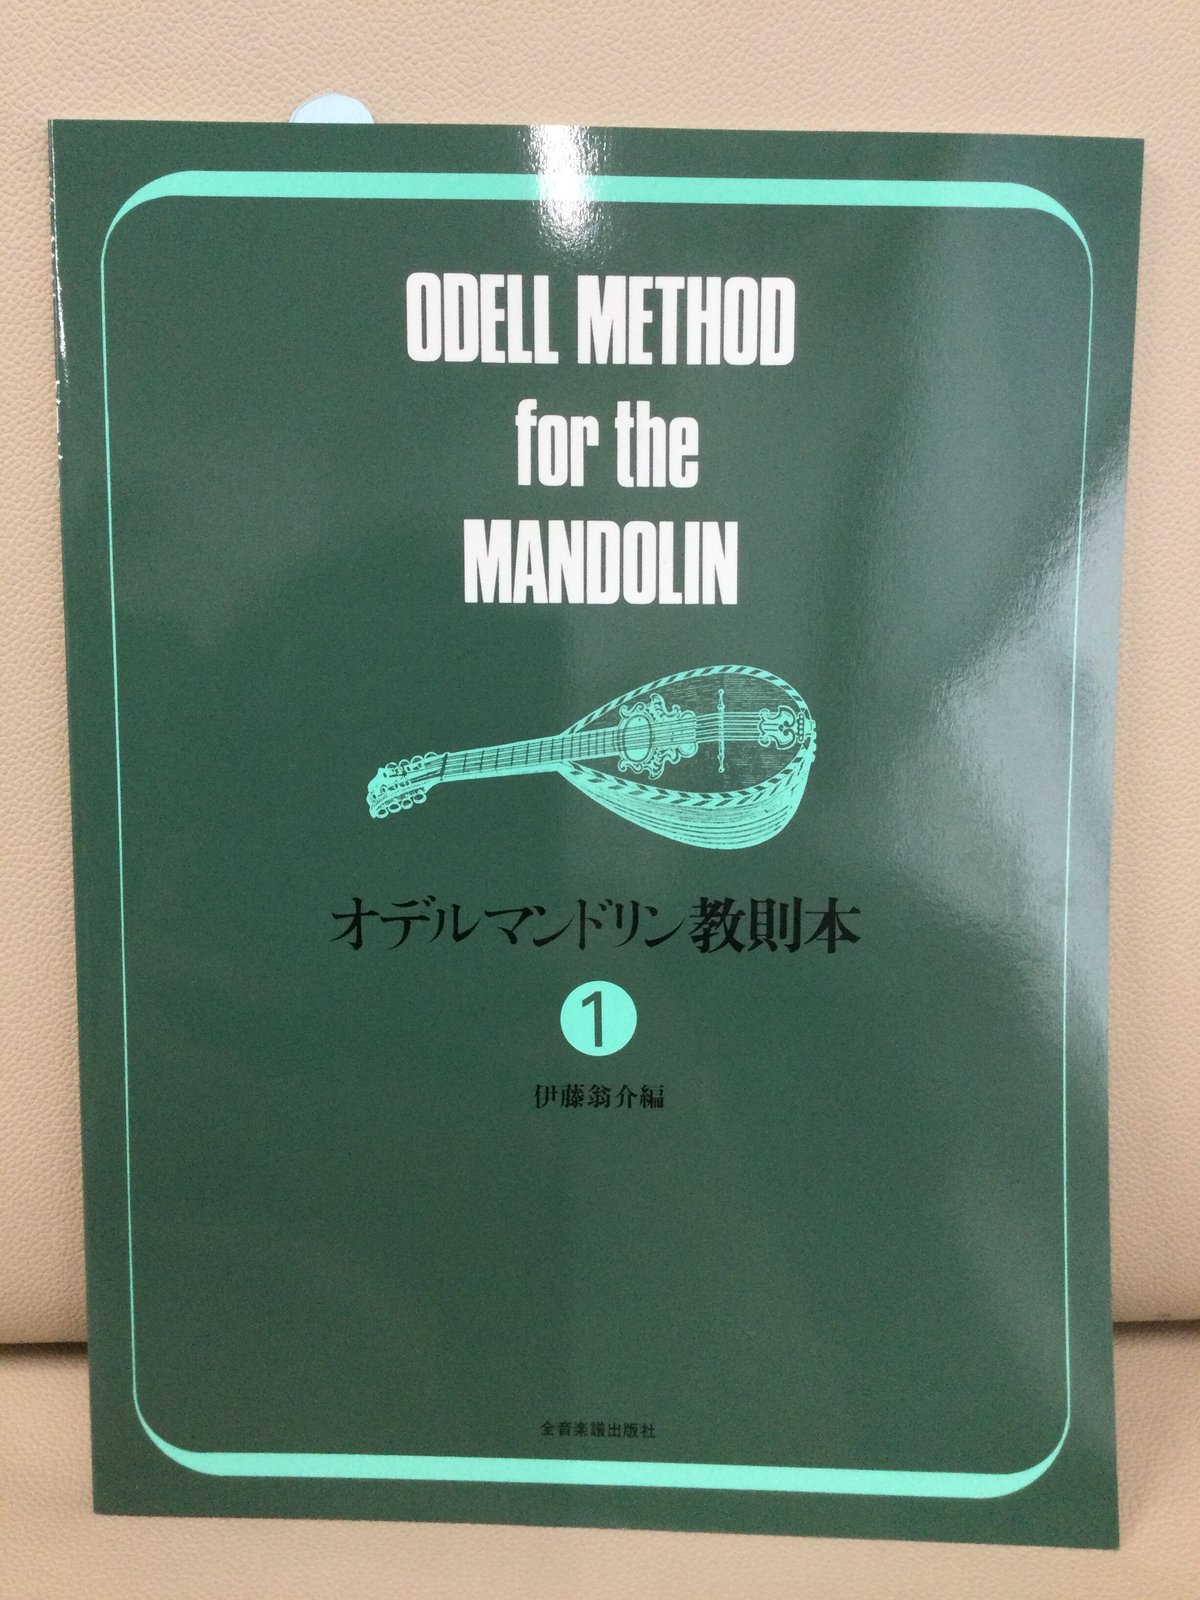 ODELL METHOD
for the
MANDOLIN
オデルマンドリン教則本
1
伊藤翁介編
全音楽譜出版社